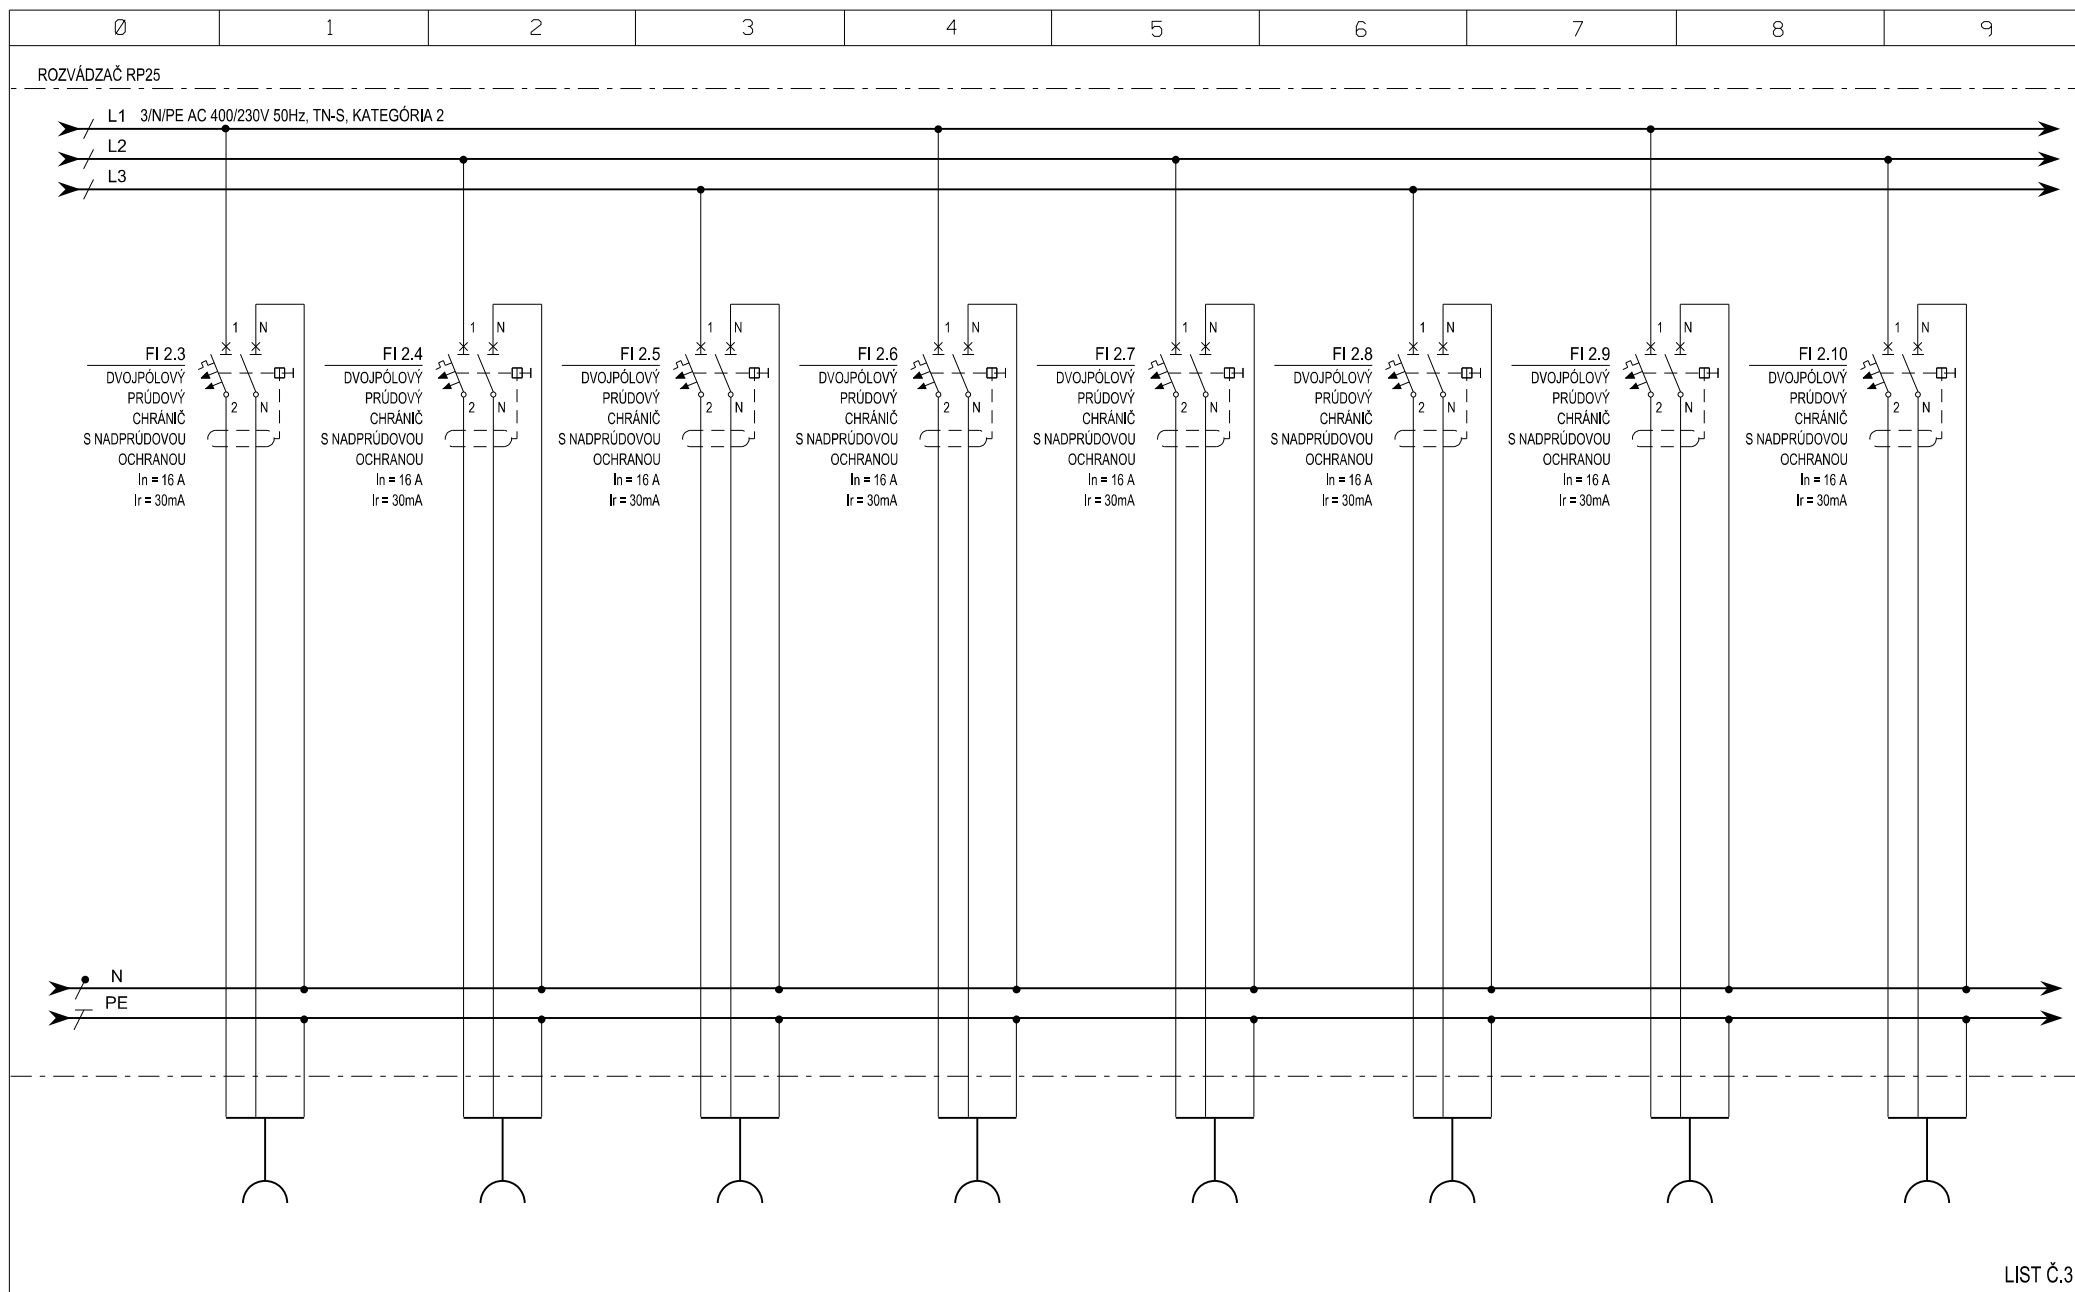 0 1 2 3 4 5 6 7 8 9
ROZVÁDZAČ RP25
L1 3/N/PE AC 400/230V 50Hz, TN-S, KATEGÓRIA 2
L2
L3
1 N
FI 2.3
DVOJPÓLOVÝ
PRÚDOVÝ
CHRÁNIČ
S NADPRÚDOVOU
OCHRANOU
In = 16 A
Ir = 30mA
2 N
1 N
FI 2.4
DVOJPÓLOVÝ
PRÚDOVÝ
CHRÁNIČ
S NADPRÚDOVOU
OCHRANOU
In = 16 A
Ir = 30mA
2 N
1 N
FI 2.5
DVOJPÓLOVÝ
PRÚDOVÝ
CHRÁNIČ
S NADPRÚDOVOU
OCHRANOU
In = 16 A
Ir = 30mA
2 N
1 N
FI 2.6
DVOJPÓLOVÝ
PRÚDOVÝ
CHRÁNIČ
S NADPRÚDOVOU
OCHRANOU
In = 16 A
Ir = 30mA
2 N
1 N
FI 2.7
DVOJPÓLOVÝ
PRÚDOVÝ
CHRÁNIČ
S NADPRÚDOVOU
OCHRANOU
In = 16 A
Ir = 30mA
2 N
1 N
FI 2.8
DVOJPÓLOVÝ
PRÚDOVÝ
CHRÁNIČ
S NADPRÚDOVOU
OCHRANOU
In = 16 A
Ir = 30mA
2 N
1 N
FI 2.9
DVOJPÓLOVÝ
PRÚDOVÝ
CHRÁNIČ
S NADPRÚDOVOU
OCHRANOU
In = 16 A
Ir = 30mA
2 N
1 N
FI 2.10
DVOJPÓLOVÝ
PRÚDOVÝ
CHRÁNIČ
S NADPRÚDOVOU
OCHRANOU
In = 16 A
Ir = 30mA
2 N
N
PE
LIST Č.3